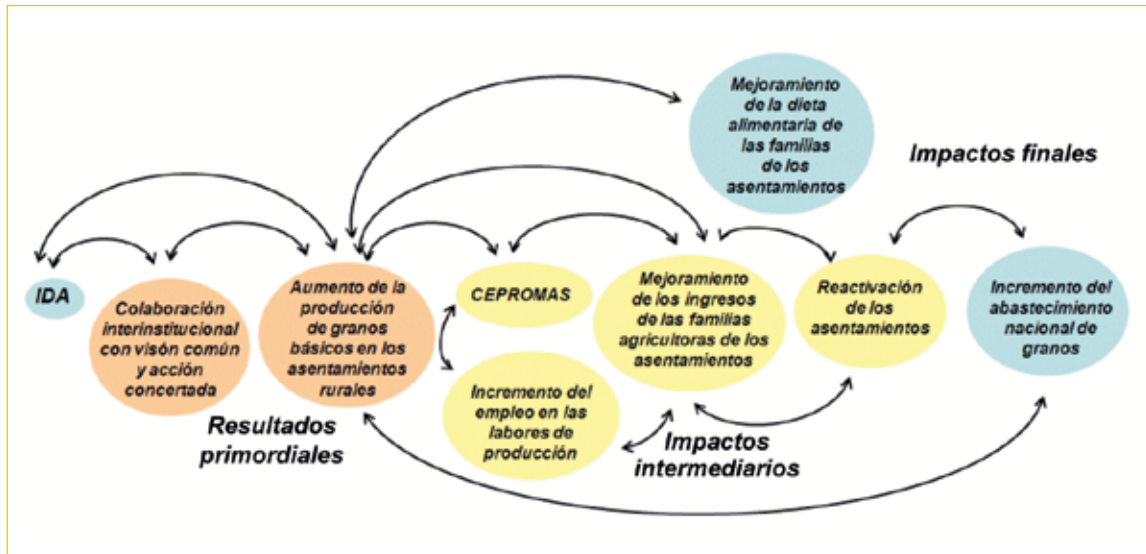 Mejoramiento
de la dieta
alimentaria de
las familias
de los
asentamientos
Impactos finales
IDA
Colaboración
interinstitucional
con visón común
y acción
concertada
Aumento de la
producción
de granos
básicos en los
asentamientos
rurales
CEPROMAS
Mejoramiento
de los ingresos
de las familias
agricultoras de los
asentamientos
Reactivación
de los
asentamientos
Incremento del
abastecimiento
nacional de
granos
Incremento del
empleo en las
labores de
producción
Resultados
primordiales
Impactos
intermediarios